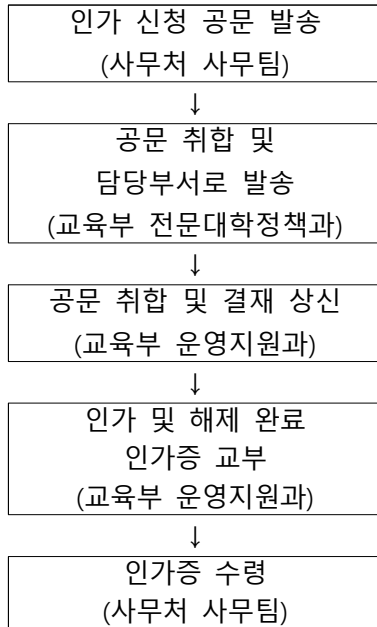 인가 신청 공문 발송
(사무처 사무팀)
↓
공문 취합 및
담당부서로 발송
(교육부 전문대학정책과)
↓
공문 취합 및 결재 상신
(교육부 운영지원과)
↓
인가 및 해제 완료
인가증 교부
(교육부 운영지원과)
↓
인가증 수령
(사무처 사무팀)